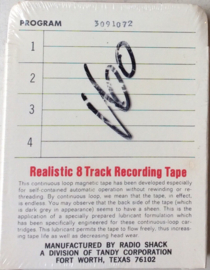 PROGRAM 3091072
1
2
3
4
Realistic 8 Track Recording Tape
This continuous loop magnetic tape has been developed especially
for self-contained automatic operation without rewinding or re-
threading. By continuous loop, we mean that the tape, in effect,
is endless. You may observe that the back side of the tape (which
is dark grey in appearance) seems to have a sheen. This is the
application of a specially prepared lubricant formulation which
is specifically engineered for these continuous loop cartridges.
This lubricant permits the tape to flow freely, thus increas-
ing tape life as well as decreasing head wear.
MANUFACTURED BY RADIO SHACK
A DIVISION OF TANDY CORPORATION
FORT WORTH, TEXAS 76102